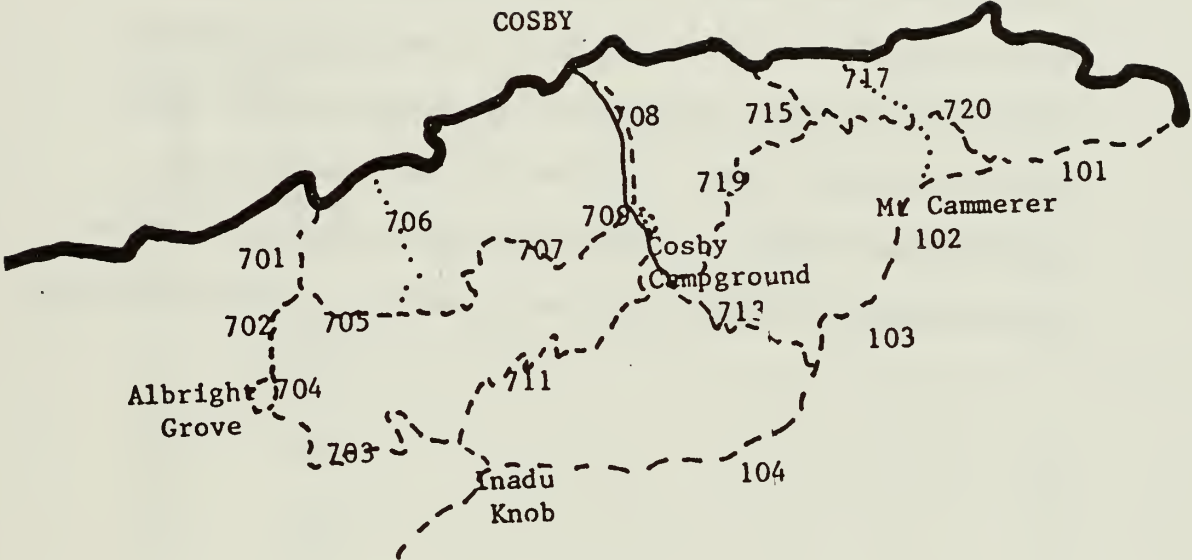 COSBY
717
708
715
720
719
101
706
709
Mt Cammerer
701
707
Cosby
102
Campground
702
705
713
103
711
Albright
704
Grove
703
104
Inadu
Knob